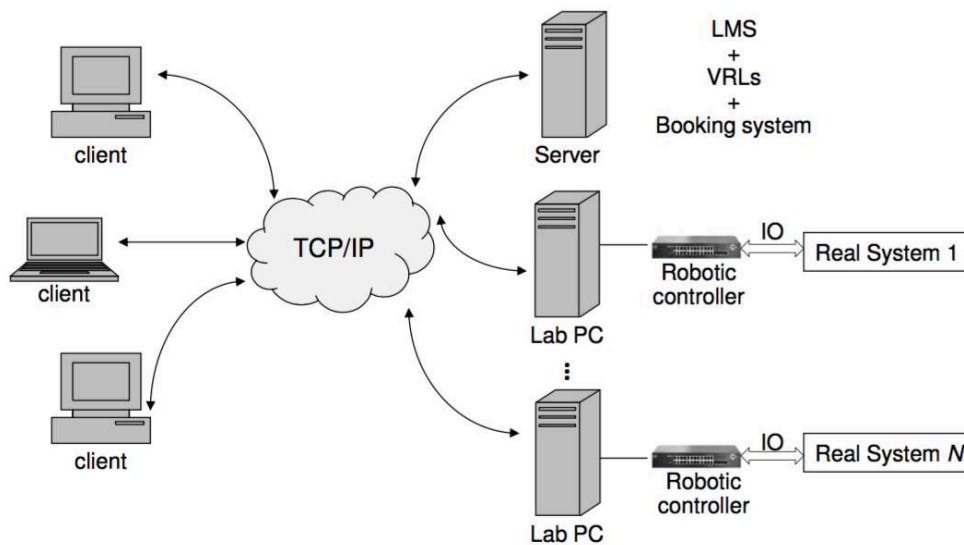 LMS
+
VRLs
+
Booking system
client
Server
client
TCP/IP
IO
Real System 1
Robotic
controller
Lab PC
client
IO
Real System N
Robotic
controller
Lab PC